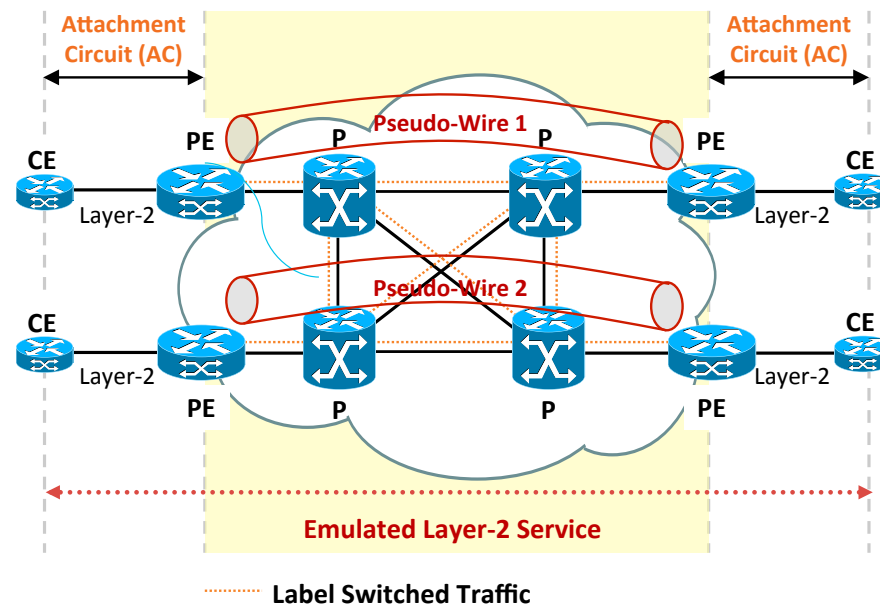 Attachment
Circuit (AC)
Attachment
Circuit (AC)
Pseudo-Wire 1
PE
P
P
PE
CE
CE
Layer-2
Layer-2
Pseudo-Wire 2
CE
CE
Layer-2
Layer-2
PE
P
P
PE
Emulated Layer-2 Service
Label Switched Traffic